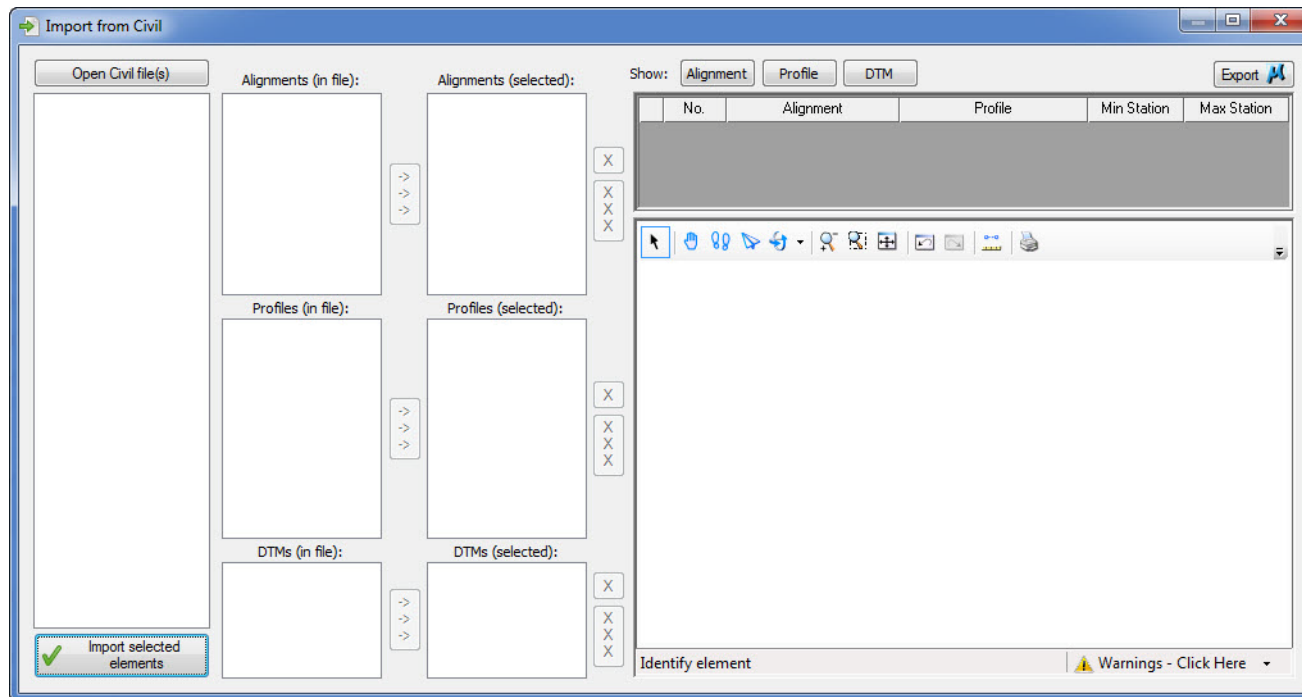 Import from Civil
Open Civil file(s)
Alignments (in file):
Alignments (selected):
Show:
Alignment
Profile
DTM
Export
No.
Alignment
Profile
Min Station
Max Station
->
->
->
X
X
X
X
Profiles (in file):
Profiles (selected):
->
->
->
X
X
X
X
DTMs (in file):
DTMs (selected):
->
->
->
X
X
X
X
Import selected
elements
Identify element
Warnings - Click Here